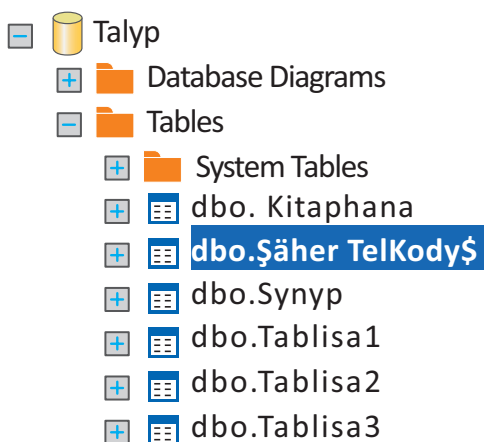 Talyp
Database Diagrams
Tables
System Tables
dbo. Kitaphana
dbo.Şäher TelKody$
dbo.Synyp
dbo.Tablisa1
dbo.Tablisa2
dbo.Tablisa3